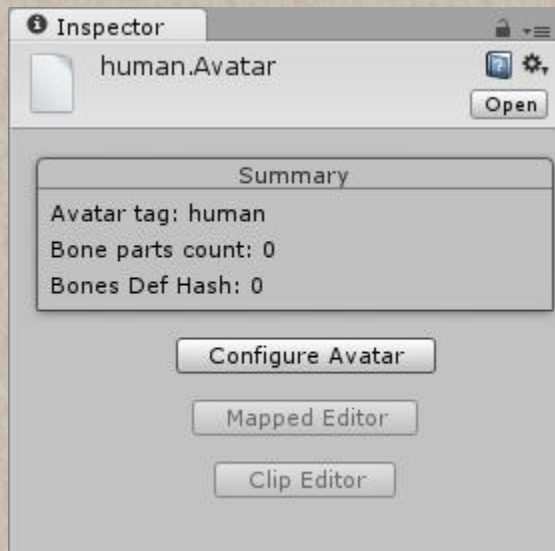 Inspector
human.Avatar
Open
Summary
Avatar tag: human
Bone parts count: 0
Bones Def Hash: 0
Configure Avatar
Mapped Editor
Clip Editor